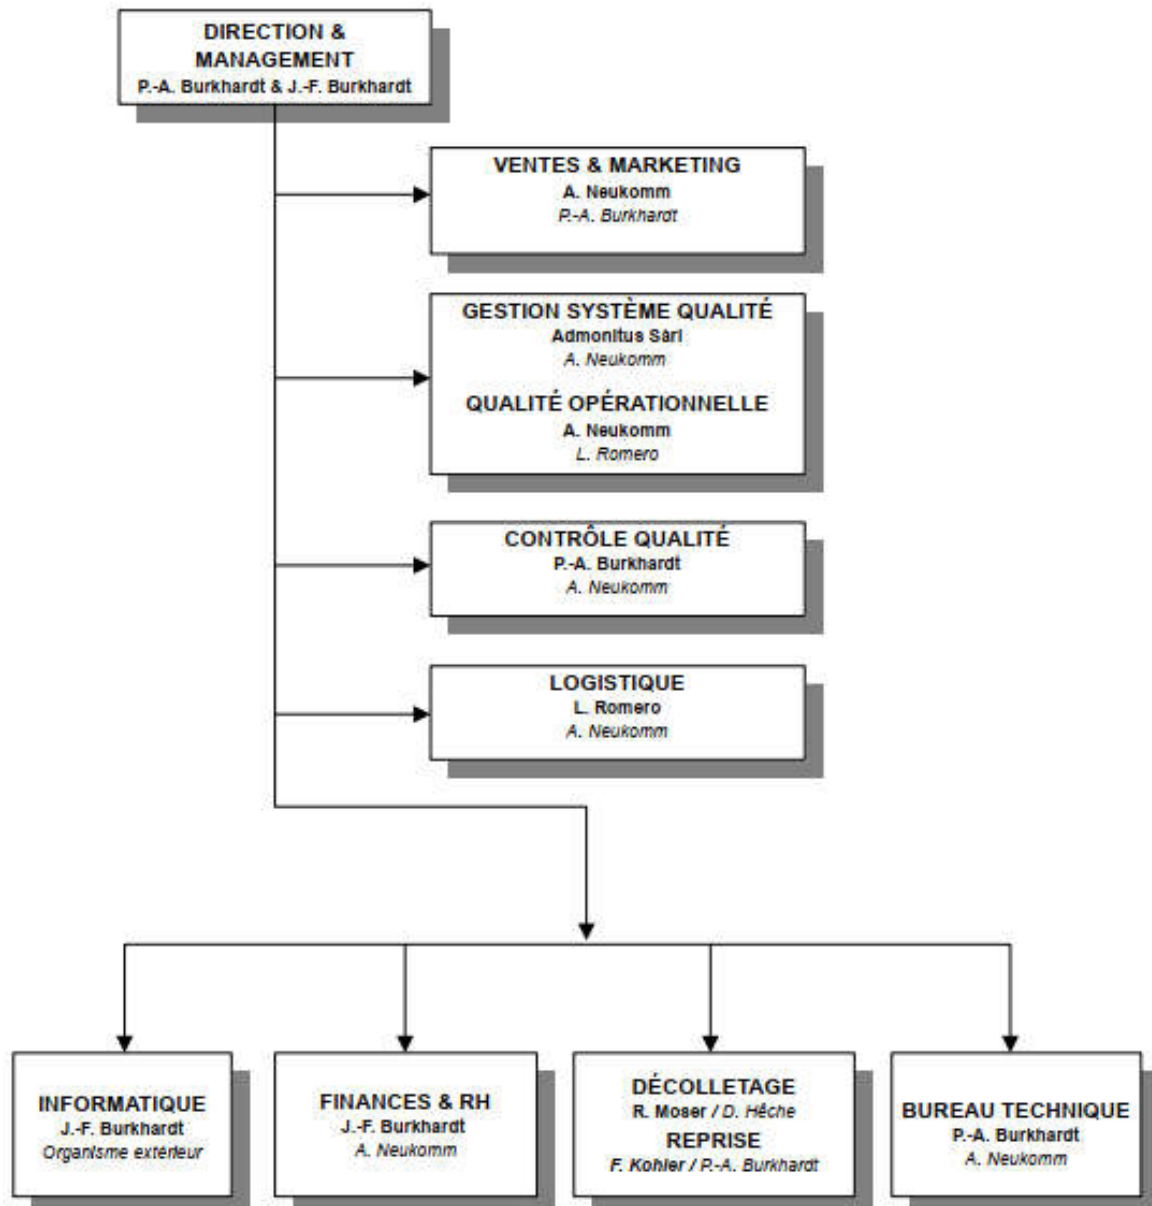 DIRECTION &
MANAGEMENT
P.-A. Burkhardt & J.-F. Burkhardt
VENTES & MARKETING
A. Neukomm
P.-A. Burkhardt
GESTION SYSTÈME QUALITÉ
Admonitus Sàrl
A. Neukomm
QUALITÉ OPÉRATIONNELLE
A. Neukomm
L. Romero
CONTRÔLE QUALITÉ
P.-A. Burkhardt
A. Neukomm
LOGISTIQUE
L. Romero
A. Neukomm
INFORMATIQUE
J.-F. Burkhardt
Organisme extérieur
FINANCES & RH
J.-F. Burkhardt
A. Neukomm
DÉCOLLETAGE
R. Moser / D. Hêche
REPRISE
F. Kohler / P.-A. Burkhardt
BUREAU TECHNIQUE
P.-A. Burkhardt
A. Neukomm